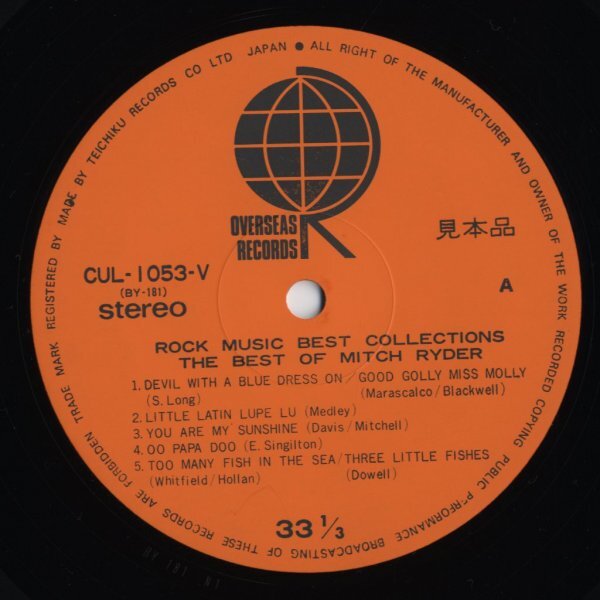 TRADE MARK REGISTERED BY MADE BY TEICHIKU RECORDS CO LTD JAPAN ● ALL RIGHT OF THE MANUFACTURER AND OWNER OF THE WORK RECORDED COPYING PUBLIC PERFORMANCE BROADCASTING OF THESE RECORDS ARE FORBIDDEN
OVERSEAS
RECORDS
見本品
CUL-1053-V
(BY-181)
stereo
A
ROCK MUSIC BEST COLLECTIONS
THE BEST OF MITCH RYDER
1. DEVIL WITH A BLUE DRESS ON GOOD GOLLY MISS MOLLY
(S. Long) (Marascalco/Blackwell)
2. LITTLE LATIN LUPE LU (Medley)
3. YOU ARE MY SUNSHINE (Davis/Mitchell)
4. OO PAPA DOO (E. Singilton)
5. TOO MANY FISH IN THE SEA/THREE LITTLE FISHES
(Whitfield/Hollan) (Dowell)
33 1/3